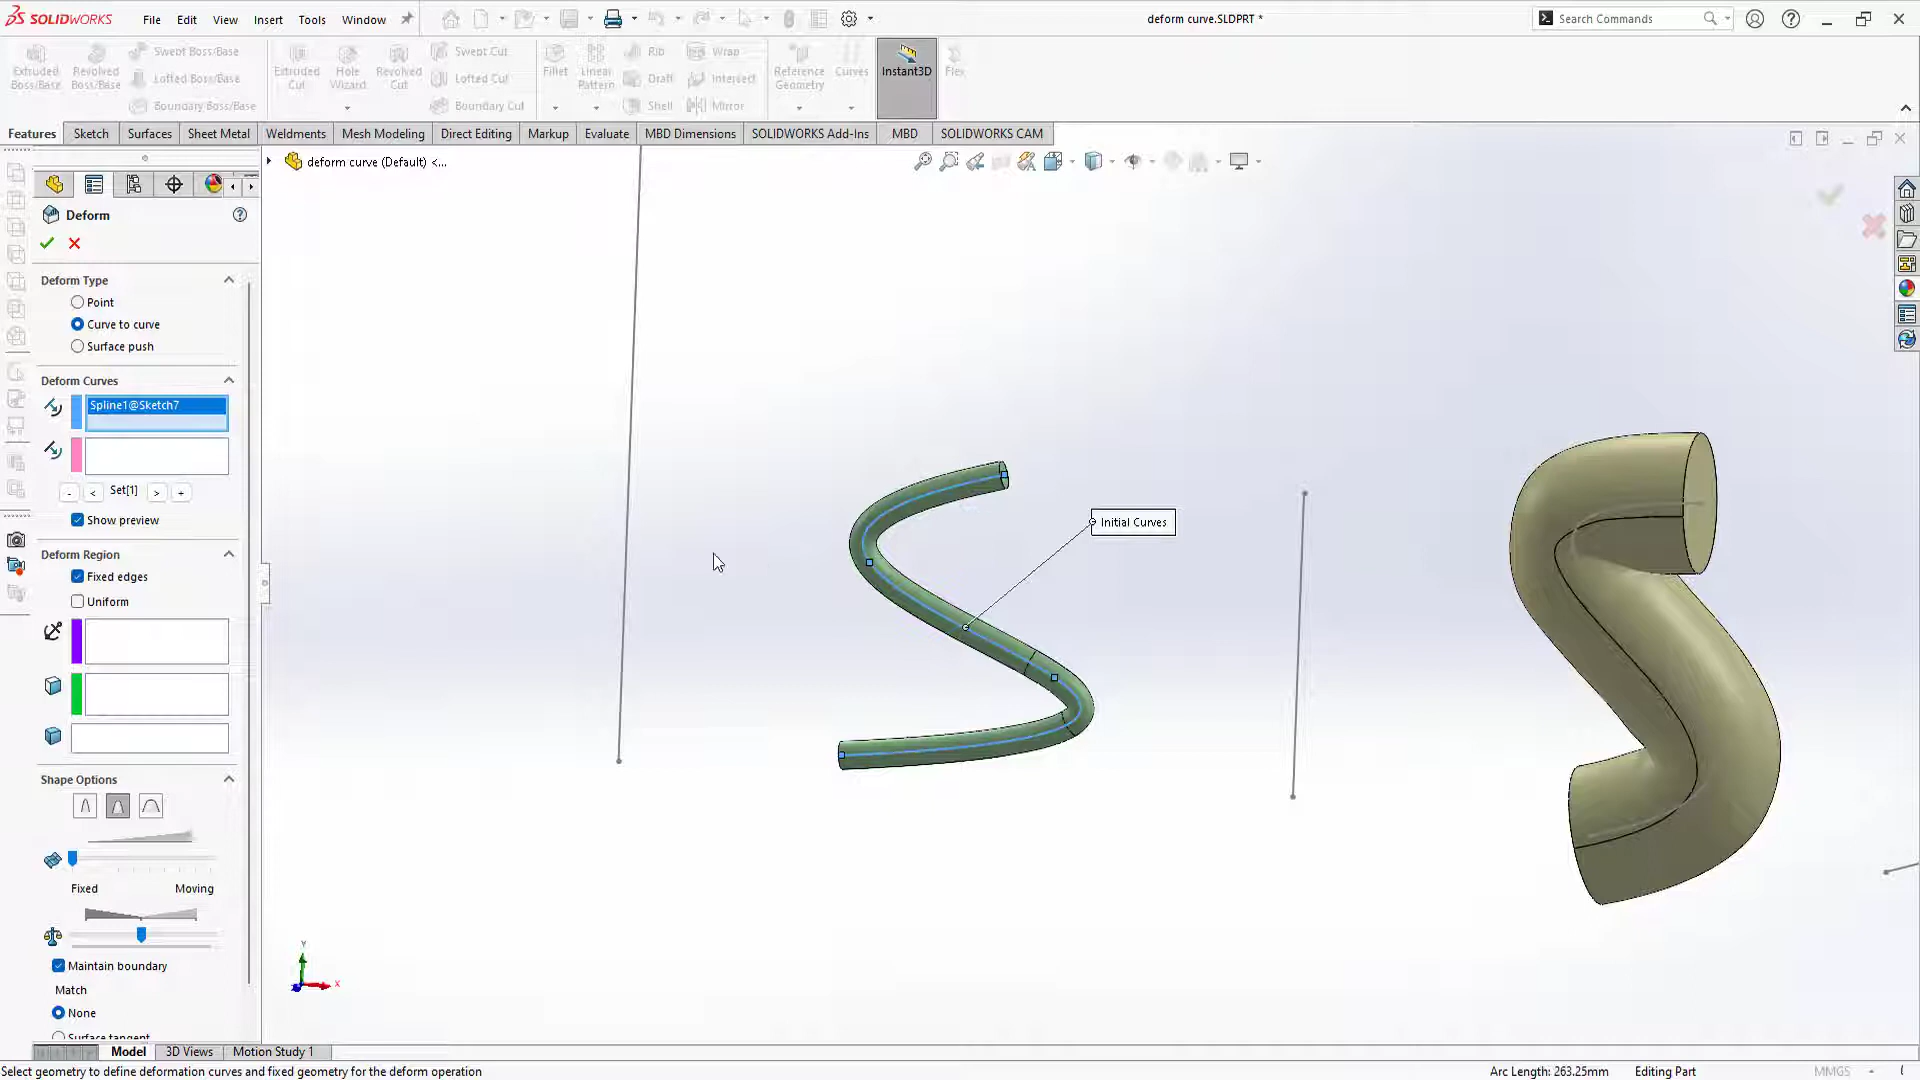 SOLIDWORKS File Edit View Insert Tools Window deform curve.SLDPRT * Search Commands
Extruded Boss/Base
Revolved Boss/Base
Swept Boss/Base
Lofted Boss/Base
Boundary Boss/Base
Extruded Cut
Hole Wizard
Revolved Cut
Swept Cut
Lofted Cut
Boundary Cut
Fillet
Linear Pattern
Rib
Draft
Shell
Wrap
Intersect
Mirror
Reference Geometry
Curves
Instant3D
Flex
Features Sketch Surfaces Sheet Metal Weldments Mesh Modeling Direct Editing Markup Evaluate MBD Dimensions SOLIDWORKS Add-Ins MBD SOLIDWORKS CAM
deform curve (Default) <...
Deform
Deform Type
Point
Curve to curve
Surface push
Deform Curves
Spline1@Sketch7
- < Set[1] > +
Show preview
Deform Region
Fixed edges
Uniform
Shape Options
Fixed Moving
Maintain boundary
Match
None
Surface tangent
Initial Curves
Y
X
Model 3D Views Motion Study 1
Select geometry to define deformation curves and fixed geometry for the deform operation Arc Length: 263.25mm Editing Part MMGS